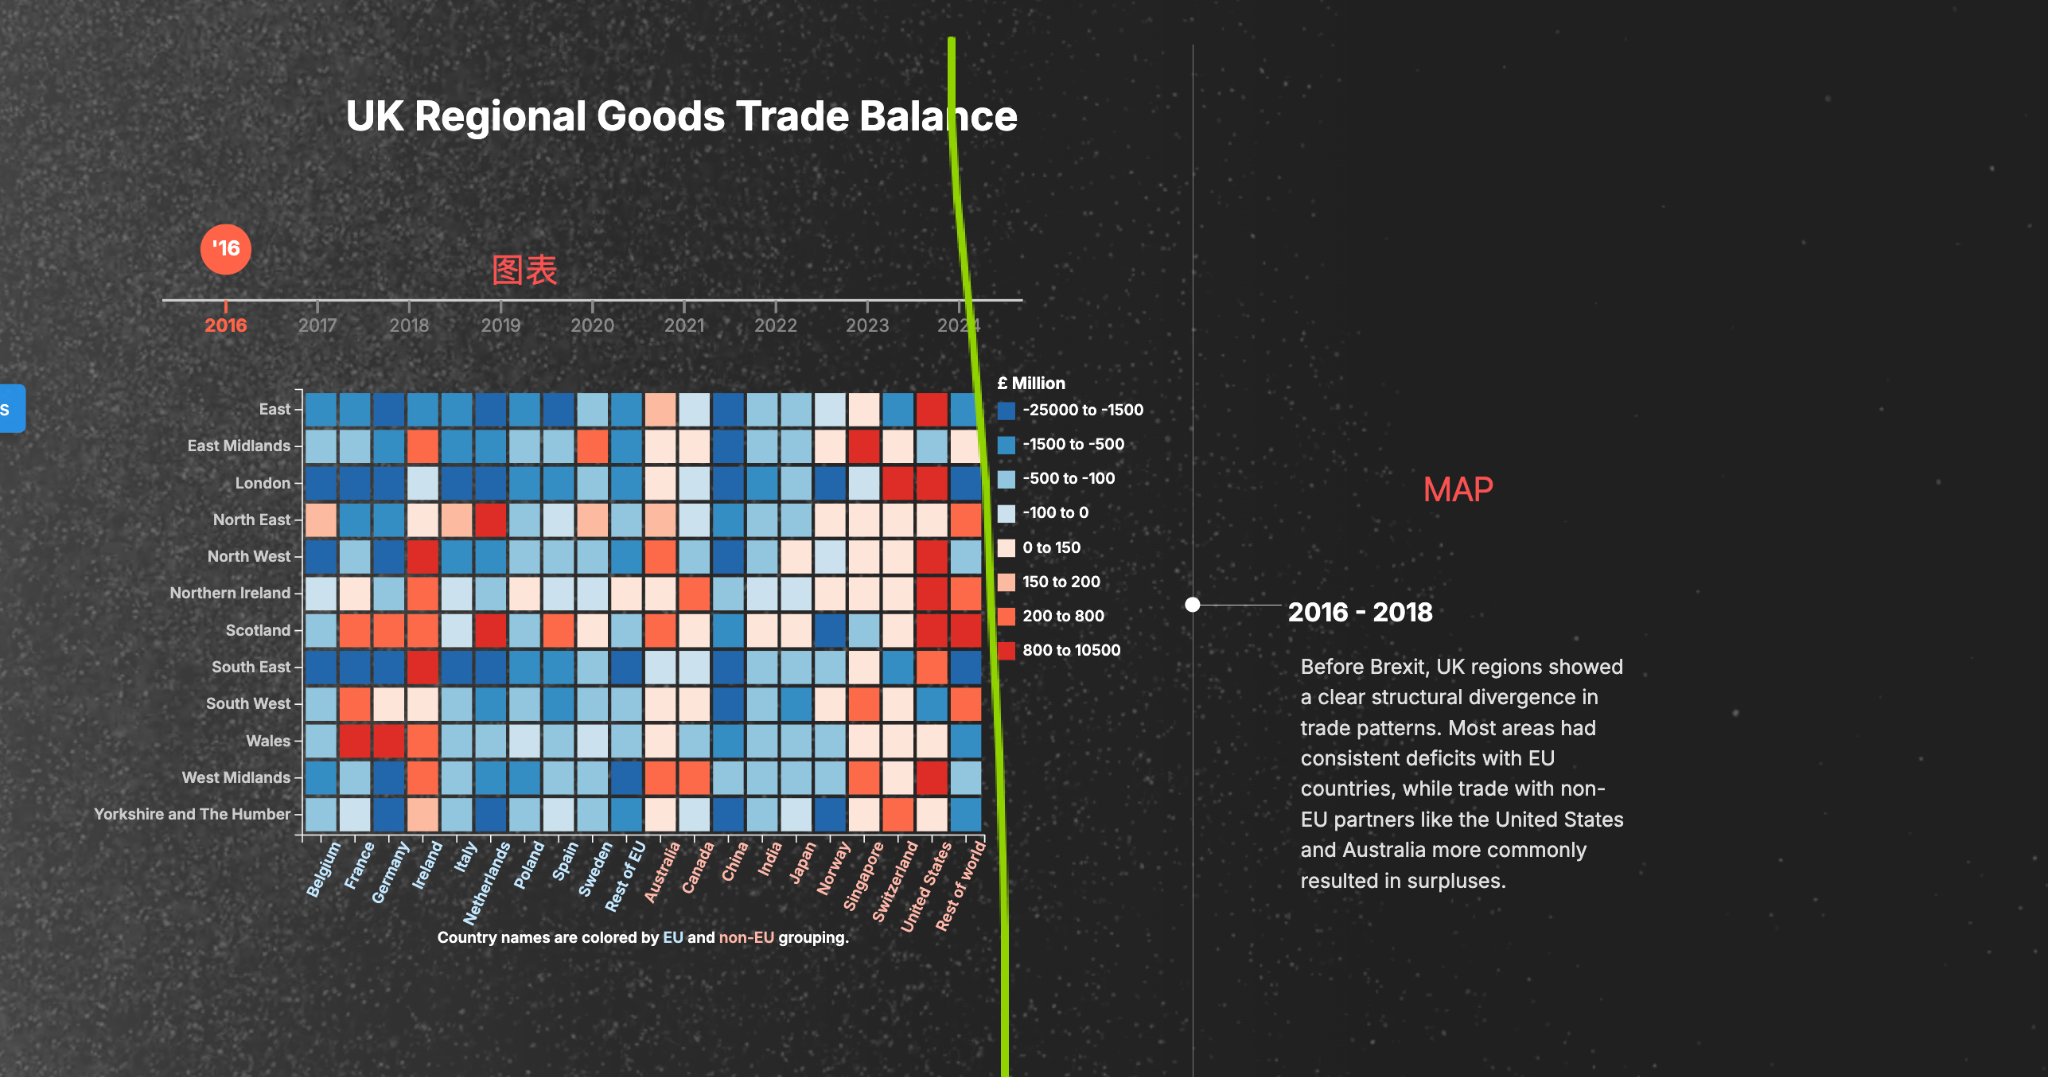 UK Regional Goods Trade Balance
'16
图表
2016 2017 2018 2019 2020 2021 2022 2023 2024
s
£ Million
-25000 to -1500
-1500 to -500
-500 to -100
-100 to 0
0 to 150
150 to 200
200 to 800
800 to 10500
East
East Midlands
London
North East
North West
Northern Ireland
Scotland
South East
South West
Wales
West Midlands
Yorkshire and The Humber
Belgium
France
Germany
Ireland
Italy
Netherlands
Poland
Spain
Sweden
Rest of EU
Australia
Canada
China
India
Japan
Norway
Singapore
Switzerland
United States
Rest of world
Country names are colored by EU and non-EU grouping.
MAP
2016 - 2018
Before Brexit, UK regions showed
a clear structural divergence in
trade patterns. Most areas had
consistent deficits with EU
countries, while trade with non-
EU partners like the United States
and Australia more commonly
resulted in surpluses.